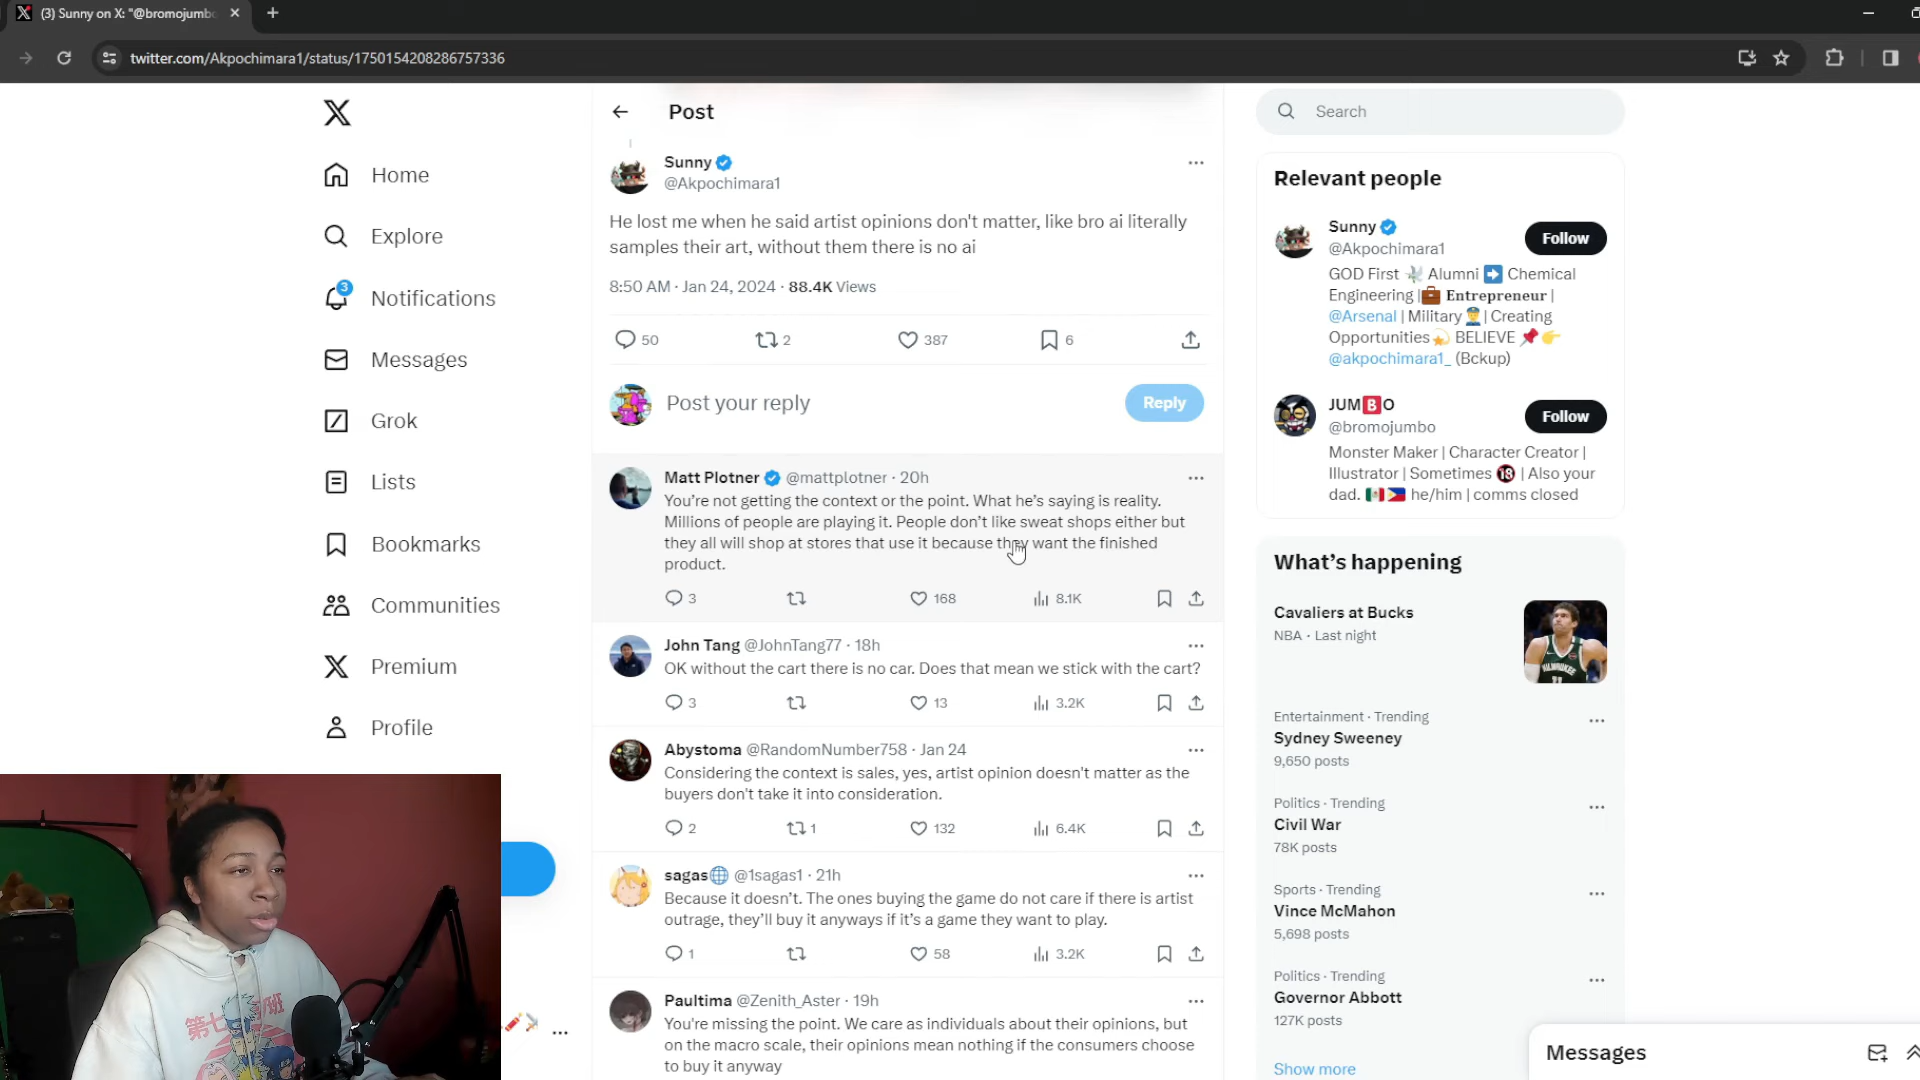 (3) Sunny on X: "@bromojumb
twitter.com/Akpochimara1/status/1750154208286757336
Home
Explore
3
Notifications
Messages
Grok
Lists
Bookmarks
Communities
Premium
Profile
Post
Sunny
@Akpochimara1
He lost me when he said artist opinions don't matter, like bro ai literally
samples their art, without them there is no ai
8:50 AM · Jan 24, 2024 · 88.4K Views
50
2
387
6
Post your reply
Reply
Matt Plotner @mattplotner · 20h
You're not getting the context or the point. What he's saying is reality.
Millions of people are playing it. People don't like sweat shops either but
they all will shop at stores that use it because they want the finished
product.
3
168
8.1K
John Tang @JohnTang77 · 18h
OK without the cart there is no car. Does that mean we stick with the cart?
3
13
3.2K
Abystoma @RandomNumber758 · Jan 24
Considering the context is sales, yes, artist opinion doesn't matter as the
buyers don't take it into consideration.
2
1
132
6.4K
sagas🌐 @1sagas1 · 21h
Because it doesn't. The ones buying the game do not care if there is artist
outrage, they'll buy it anyways if it's a game they want to play.
1
58
3.2K
Paultima @Zenith_Aster · 19h
You're missing the point. We care as individuals about their opinions, but
on the macro scale, their opinions mean nothing if the consumers choose
to buy it anyway
Search
Relevant people
Sunny
@Akpochimara1
Follow
GOD First 🕊 Alumni ➡ Chemical
Engineering |💼 𝐄𝐧𝐭𝐫𝐞𝐩𝐫𝐞𝐧𝐞𝐮𝐫 |
@Arsenal | Military 👮 | Creating
Opportunities💫 BELIEVE 📌👉
@akpochimara1_ (Bckup)
JUM🅱O
@bromojumbo
Follow
Monster Maker | Character Creator |
Illustrator | Sometimes 🔞 | Also your
dad. 🇲🇽🇵🇭 he/him | comms closed
What's happening
Cavaliers at Bucks
NBA · Last night
Entertainment · Trending
Sydney Sweeney
9,650 posts
Politics · Trending
Civil War
78K posts
Sports · Trending
Vince McMahon
5,698 posts
Politics · Trending
Governor Abbott
127K posts
Show more
Messages
第七班